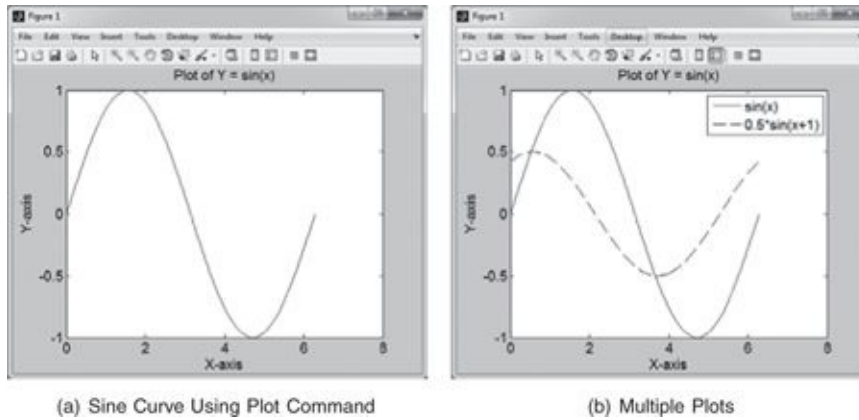 Figure 1
File Edit View Insert Tools Desktop Window Help
Plot of Y = sin(x)
1
0.5
0
-0.5
-1
Y-axis
0 2 4 6 8
X-axis
(a) Sine Curve Using Plot Command
Figure 1
File Edit View Insert Tools Desktop Window Help
Plot of Y = sin(x)
sin(x)
0.5*sin(x+1)
1
0.5
0
-0.5
-1
Y-axis
0 2 4 6 8
X-axis
(b) Multiple Plots